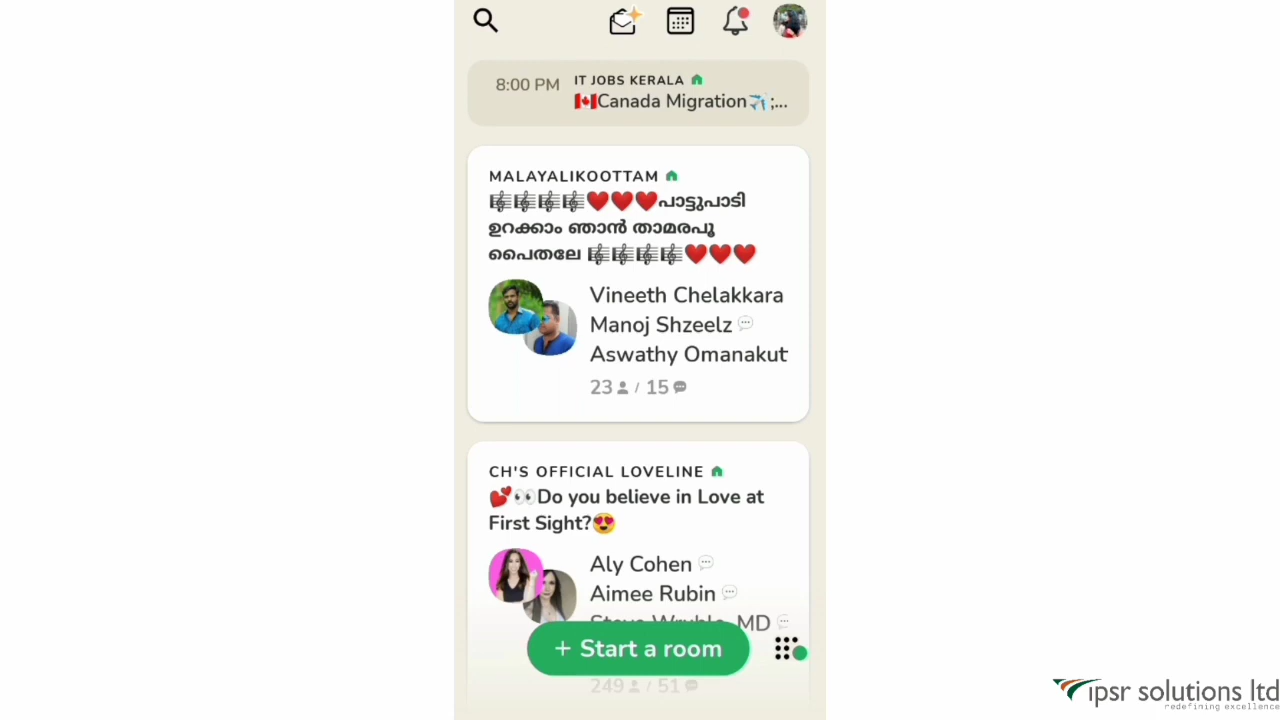 8:00 PM
IT JOBS KERALA
🇨🇦Canada Migration✈️;...
MALAYALIKOOTTAM
🎼🎼🎼🎼❤️❤️❤️പാട്ടുപാടി
ഉറക്കാം ഞാൻ താമരപൂ
പൈതലേ 🎼🎼🎼🎼❤️❤️❤️
Vineeth Chelakkara
Manoj Shzeelz
Aswathy Omanakut
23 / 15
CH'S OFFICIAL LOVELINE
💕👀Do you believe in Love at
First Sight?😍
Aly Cohen
Aimee Rubin
MD
+ Start a room
249 / 51
ipsr solutions ltd
redefining excellence